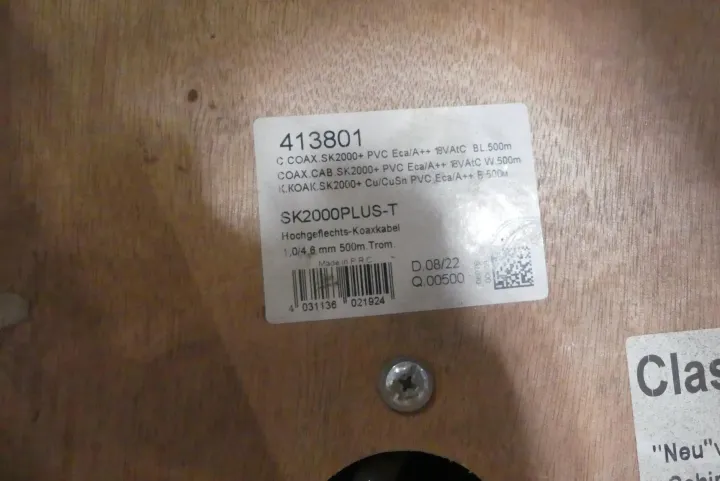 413801
C.COAX.SK2000+ PVC Eca/A++ 18VAtC BL.500m
COAX.CAB.SK2000+ PVC Eca/A++ 18VAtC W.500m
K.KOAK.SK2000+ Cu/CuSn PVC Eca/A++ B.500м
SK2000PLUS-T
Hochgeflechts-Koaxkabel
1,0/4,6 mm 500m.Trom.
Made in P.R.C.
D.08/22
Q.00500
4 031136 021924
Clas
"Neu"